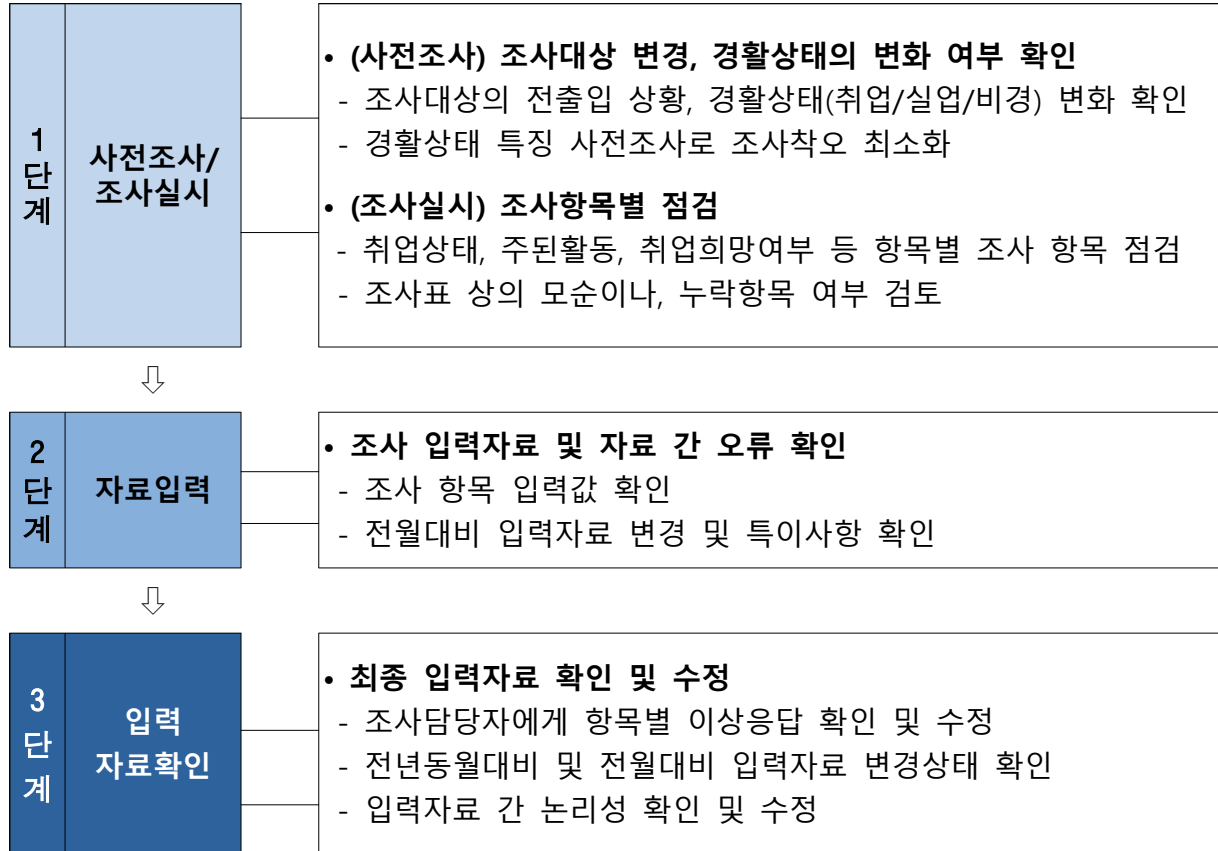 1
단
계
사전조사/
조사실시
• (사전조사) 조사대상 변경, 경활상태의 변화 여부 확인
- 조사대상의 전출입 상황, 경활상태(취업/실업/비경) 변화 확인
- 경활상태 특징 사전조사로 조사착오 최소화
• (조사실시) 조사항목별 점검
- 취업상태, 주된활동, 취업희망여부 등 항목별 조사 항목 점검
- 조사표 상의 모순이나, 누락항목 여부 검토
⇩
2
단
계
자료입력
• 조사 입력자료 및 자료 간 오류 확인
- 조사 항목 입력값 확인
- 전월대비 입력자료 변경 및 특이사항 확인
⇩
3
단
계
입력
자료확인
• 최종 입력자료 확인 및 수정
- 조사담당자에게 항목별 이상응답 확인 및 수정
- 전년동월대비 및 전월대비 입력자료 변경상태 확인
- 입력자료 간 논리성 확인 및 수정